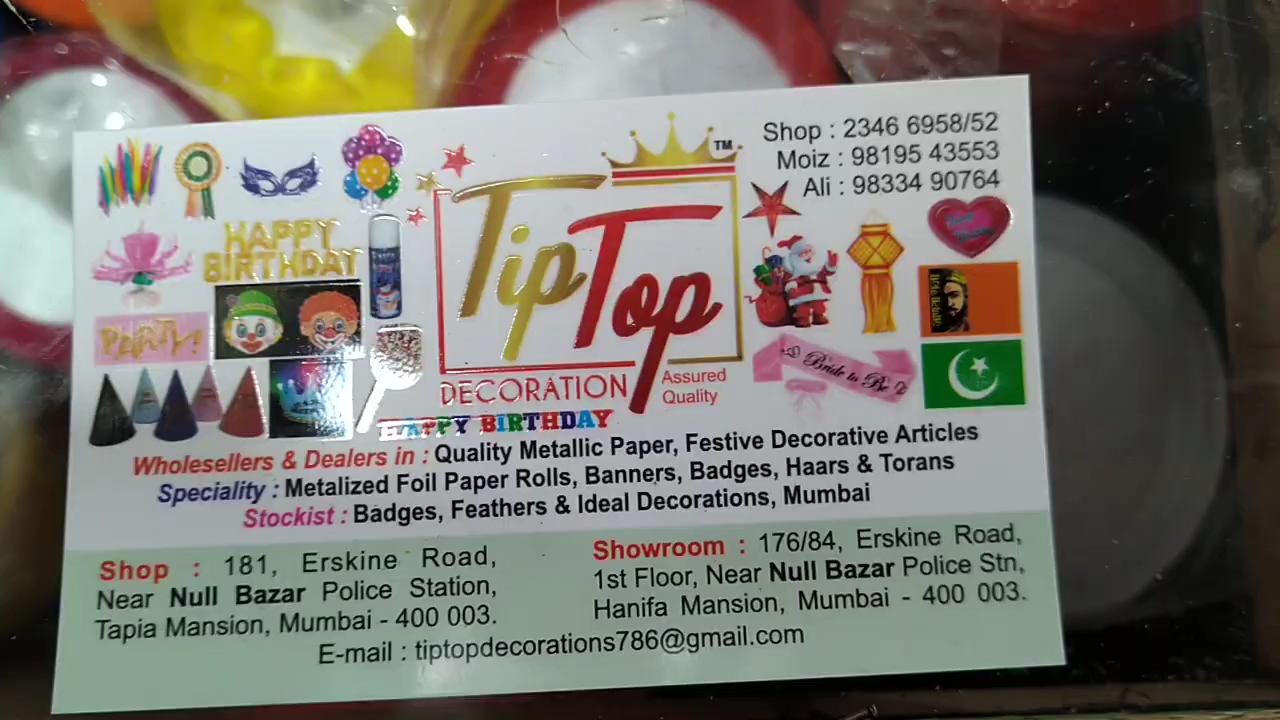 Shop : 2346 6958/52
Moiz : 98195 43553
Ali : 98334 90764
TM
TipTop
DECORATION
Assured
Quality
HAPPY
BIRTHDAY
PARTY!
Bride to Be
HAPPY BIRTHDAY
Wholesellers & Dealers in : Quality Metallic Paper, Festive Decorative Articles
Speciality : Metalized Foil Paper Rolls, Banners, Badges, Haars & Torans
Stockist : Badges, Feathers & Ideal Decorations, Mumbai
Shop : 181, Erskine Road,
Near Null Bazar Police Station,
Tapia Mansion, Mumbai - 400 003.
Showroom : 176/84, Erskine Road,
1st Floor, Near Null Bazar Police Stn,
Hanifa Mansion, Mumbai - 400 003.
E-mail : tiptopdecorations786@gmail.com